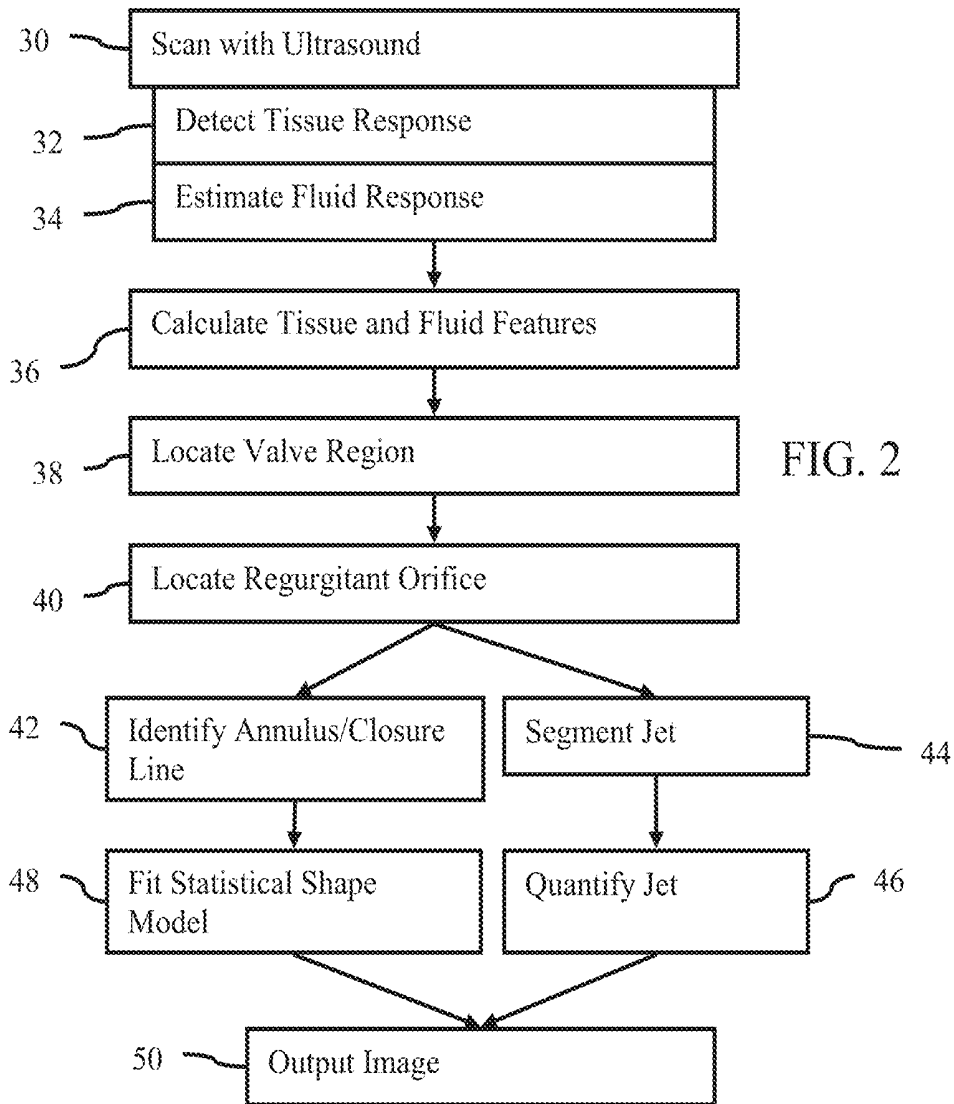 30
Scan with Ultrasound
32
Detect Tissue Response
34
Estimate Fluid Response
36
Calculate Tissue and Fluid Features
38
Locate Valve Region
FIG. 2
40
Locate Regurgitant Orifice
42
Identify Annulus/Closure
Line
Segment Jet
44
48
Fit Statistical Shape
Model
Quantify Jet
46
50
Output Image